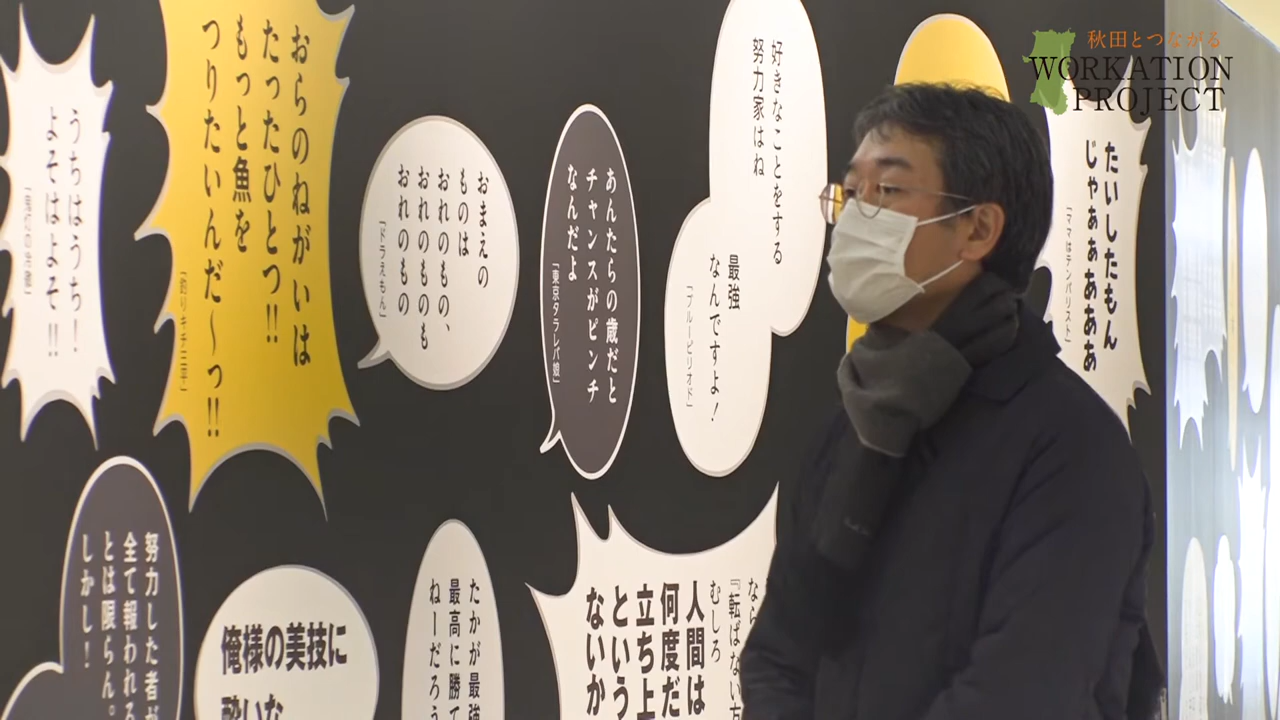 秋田とつながる
WORKATION
PROJECT
たいしたもん
じゃぁぁぁぁあ
「ママはテンパリスト」
好きなことをする
努力家はね
最強
なんですよ！
「ブルーピリオド」
あんたらの歳だと
チャンスがピンチ
なんだよ
「東京タラレバ娘」
おまえの
ものは
おれのもの、
おれのものも
おれのもの
「ドラえもん」
おらのねがいは
たったひとつ!!
もっと魚を
つりたいんだ〜っ!!
「釣りキチ三平」
うちはうち！
よそはよそ!!
なら
『転ばない方
むしろ
人間は
何度だ
立ち上
という
ないか
たかが最強
最高に勝て
ねーだろう
俺様の美技に
酔いな
努力した者が
全て報われる
とは限らん。
しかし！